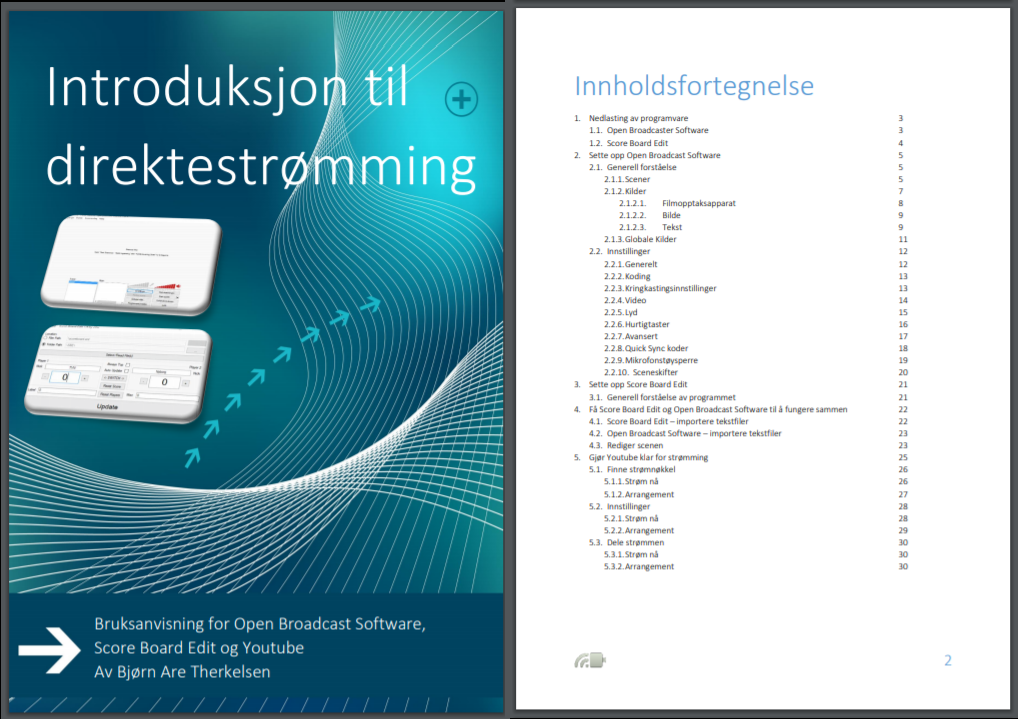 Introduksjon til
direktestrømming
Update
Bruksanvisning for Open Broadcast Software,
Score Board Edit og Youtube
Av Bjørn Are Therkelsen
Innholdsfortegnelse
1. Nedlasting av programvare 3
1.1. Open Broadcaster Software 3
1.2. Score Board Edit 4
2. Sette opp Open Broadcast Software 5
2.1. Generell forståelse 5
2.1.1.Scener 5
2.1.2.Kilder 7
2.1.2.1. Filmopptaksapparat 8
2.1.2.2. Bilde 9
2.1.2.3. Tekst 9
2.1.3.Globale Kilder 11
2.2. Innstillinger 12
2.2.1.Generelt 12
2.2.2.Koding 13
2.2.3.Kringkastingsinnstillinger 13
2.2.4.Video 14
2.2.5.Lyd 15
2.2.6.Hurtigtaster 16
2.2.7.Avansert 17
2.2.8.Quick Sync koder 18
2.2.9.Mikrofonstøysperre 19
2.2.10. Sceneskifter 20
3. Sette opp Score Board Edit 21
3.1. Generell forståelse av programmet 21
4. Få Score Board Edit og Open Broadcast Software til å fungere sammen 22
4.1. Score Board Edit – importere tekstfiler 22
4.2. Open Broadcast Software – importere tekstfiler 23
4.3. Rediger scenen 23
5. Gjør Youtube klar for strømming 25
5.1. Finne strømnøkkel 26
5.1.1.Strøm nå 26
5.1.2.Arrangement 27
5.2. Innstillinger 28
5.2.1.Strøm nå 28
5.2.2.Arrangement 29
5.3. Dele strømmen 30
5.3.1.Strøm nå 30
5.3.2.Arrangement 30
2